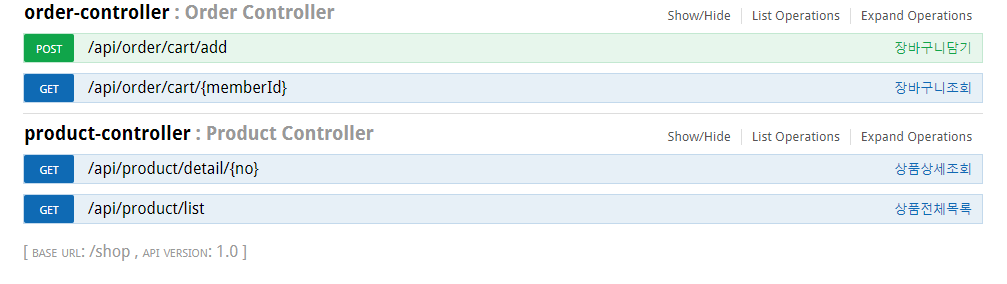 order-controller : Order Controller Show/Hide List Operations Expand Operations
POST /api/order/cart/add 장바구니담기
GET /api/order/cart/{memberId} 장바구니조회
product-controller : Product Controller Show/Hide List Operations Expand Operations
GET /api/product/detail/{no} 상품상세조회
GET /api/product/list 상품전체목록
[ BASE URL: /shop , API VERSION: 1.0 ]